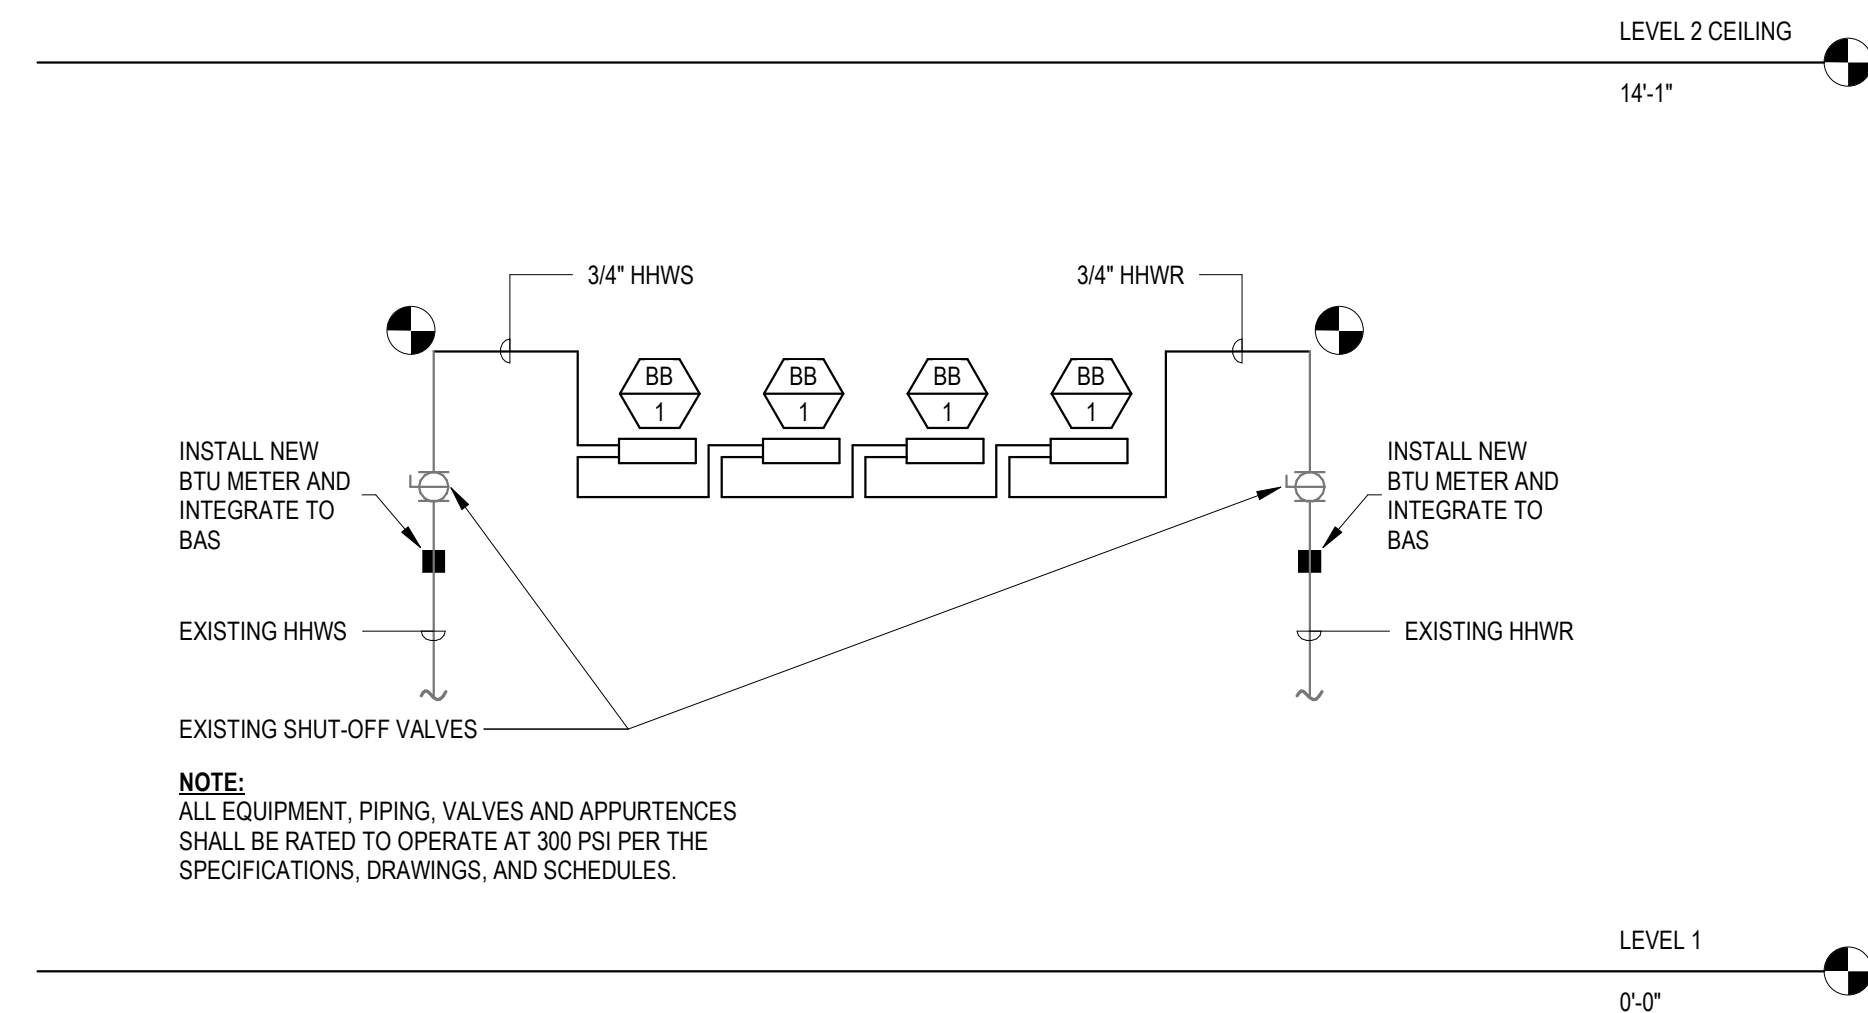 LEVEL 2 CEILING
14'-1"
3/4" HHWS
3/4" HHWR
BB
1
BB
1
BB
1
BB
1
INSTALL NEW
BTU METER AND
INTEGRATE TO
BAS
INSTALL NEW
BTU METER AND
INTEGRATE TO
BAS
EXISTING HHWS
EXISTING HHWR
EXISTING SHUT-OFF VALVES
NOTE:
ALL EQUIPMENT, PIPING, VALVES AND APPURTENCES
SHALL BE RATED TO OPERATE AT 300 PSI PER THE
SPECIFICATIONS, DRAWINGS, AND SCHEDULES.
LEVEL 1
0'-0"